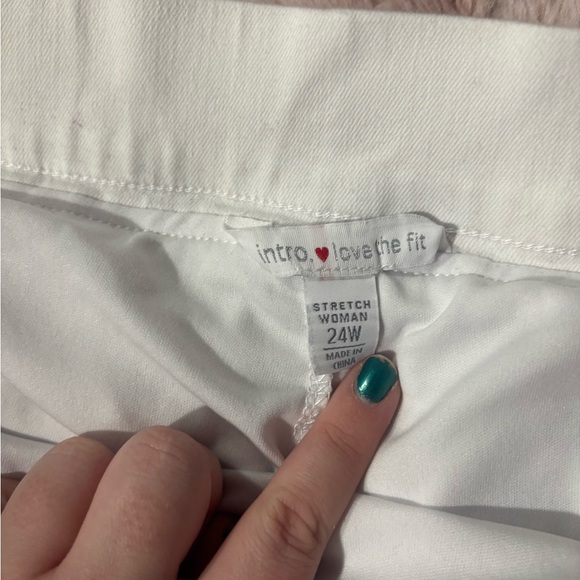 intro.♥love the fit
STRETCH
WOMAN
24W
MADE IN
CHINA